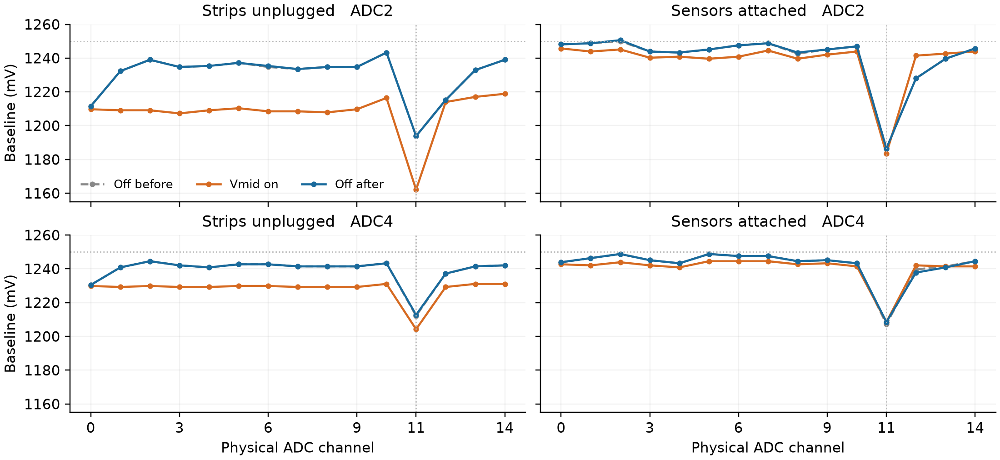 Strips unplugged   ADC2
Sensors attached   ADC2
1260
1240
1220
1200
1180
1160
Baseline (mV)
Off before
Vmid on
Off after
Strips unplugged   ADC4
Sensors attached   ADC4
1260
1240
1220
1200
1180
1160
Baseline (mV)
0 3 6 9 11 14
0 3 6 9 11 14
Physical ADC channel
Physical ADC channel